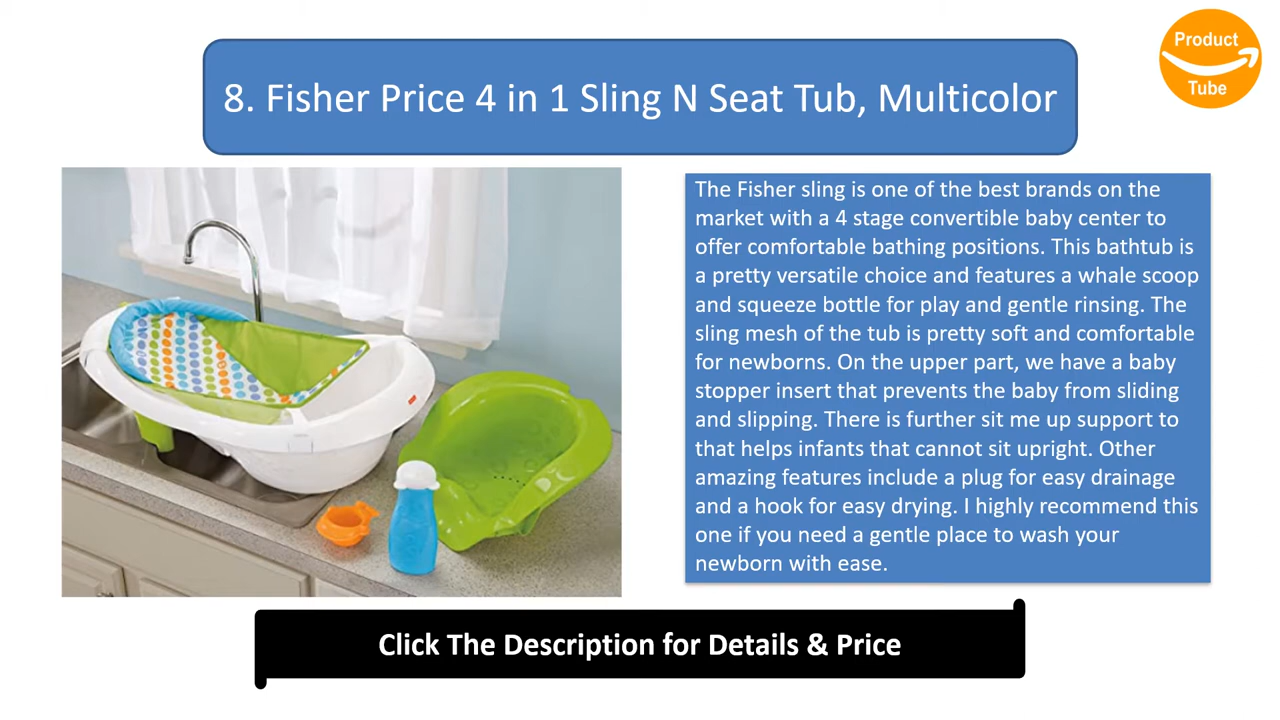 Product
Tube
8. Fisher Price 4 in 1 Sling N Seat Tub, Multicolor
The Fisher sling is one of the best brands on the
market with a 4 stage convertible baby center to
offer comfortable bathing positions. This bathtub is
a pretty versatile choice and features a whale scoop
and squeeze bottle for play and gentle rinsing. The
sling mesh of the tub is pretty soft and comfortable
for newborns. On the upper part, we have a baby
stopper insert that prevents the baby from sliding
and slipping. There is further sit me up support to
that helps infants that cannot sit upright. Other
amazing features include a plug for easy drainage
and a hook for easy drying. I highly recommend this
one if you need a gentle place to wash your
newborn with ease.
Click The Description for Details & Price